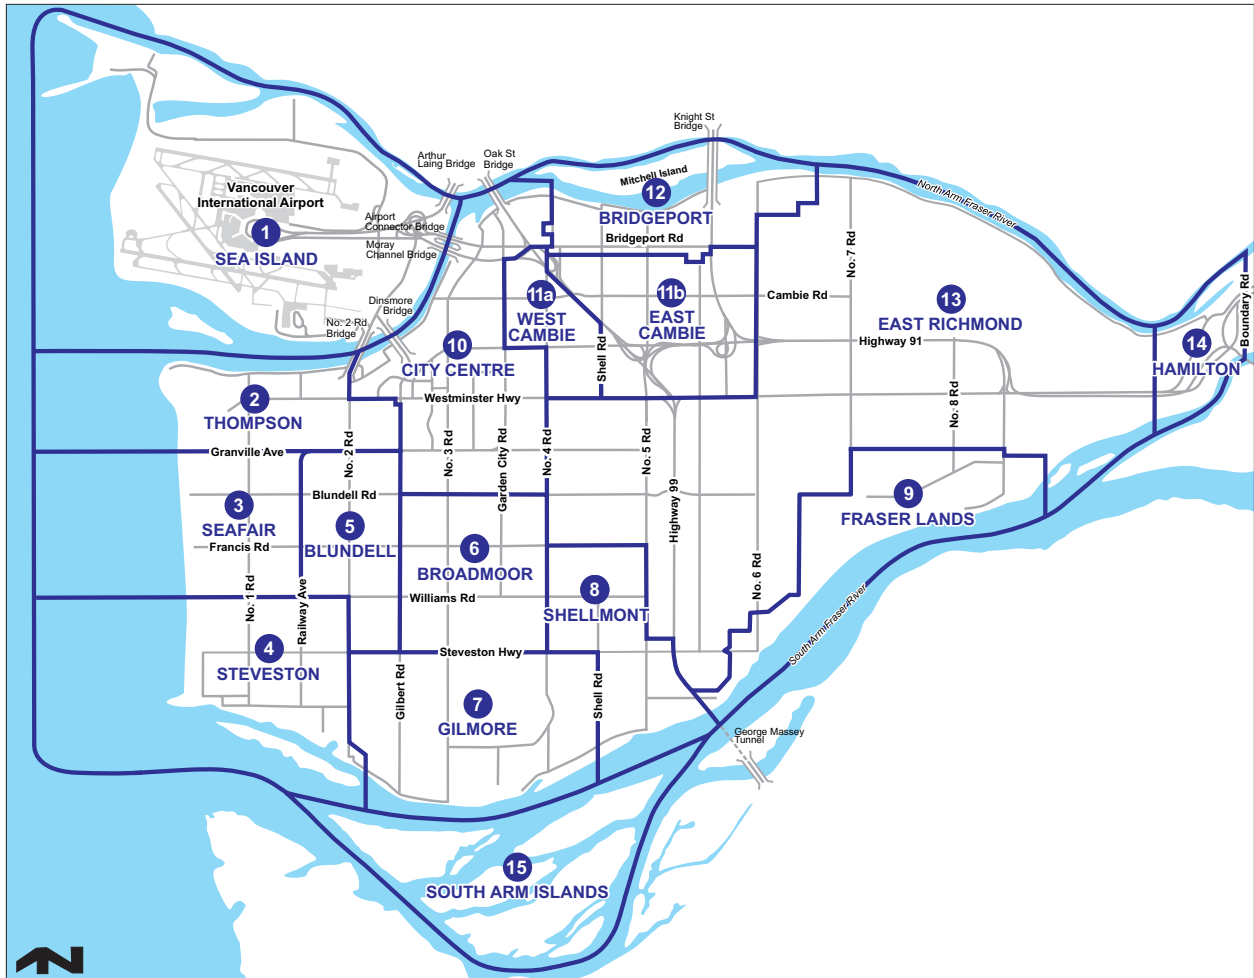 Knight St
Bridge
Arthur
Laing Bridge
Oak St
Bridge
Mitchell Island
12
BRIDGEPORT
Bridgeport Rd
North Arm Fraser River
Vancouver
International Airport
1
SEA ISLAND
Airport
Connector Bridge
Moray
Channel Bridge
Dinsmore
Bridge
No. 2 Rd
Bridge
No. 7 Rd
Boundary Rd
11a
WEST
CAMBIE
11b
EAST
CAMBIE
Cambie Rd
13
EAST RICHMOND
Highway 91
14
HAMILTON
10
CITY CENTRE
Shell Rd
Westminster Hwy
No. 8 Rd
2
THOMPSON
Granville Ave
No. 2 Rd
No. 3 Rd
Garden City Rd
No. 4 Rd
No. 5 Rd
Highway 99
Blundell Rd
3
SEAFAIR
Francis Rd
5
BLUNDELL
6
BROADMOOR
9
FRASER LANDS
No. 6 Rd
No. 1 Rd
Railway Ave
Williams Rd
8
SHELLMONT
South Arm Fraser River
4
STEVESTON
Steveston Hwy
Gilbert Rd
7
GILMORE
Shell Rd
George Massey
Tunnel
15
SOUTH ARM ISLANDS
N